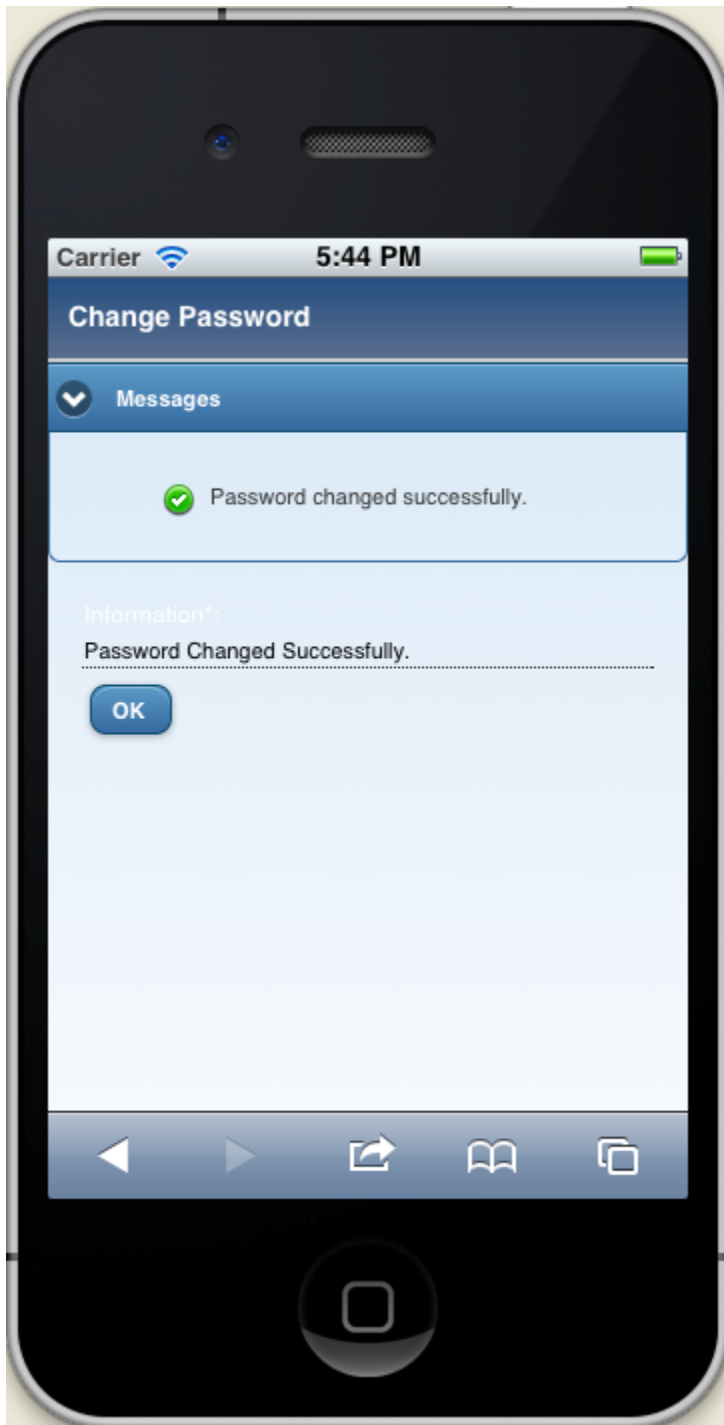 Carrier 5:44 PM
Change Password
Messages
Password changed successfully.
Information*:
Password Changed Successfully.
OK